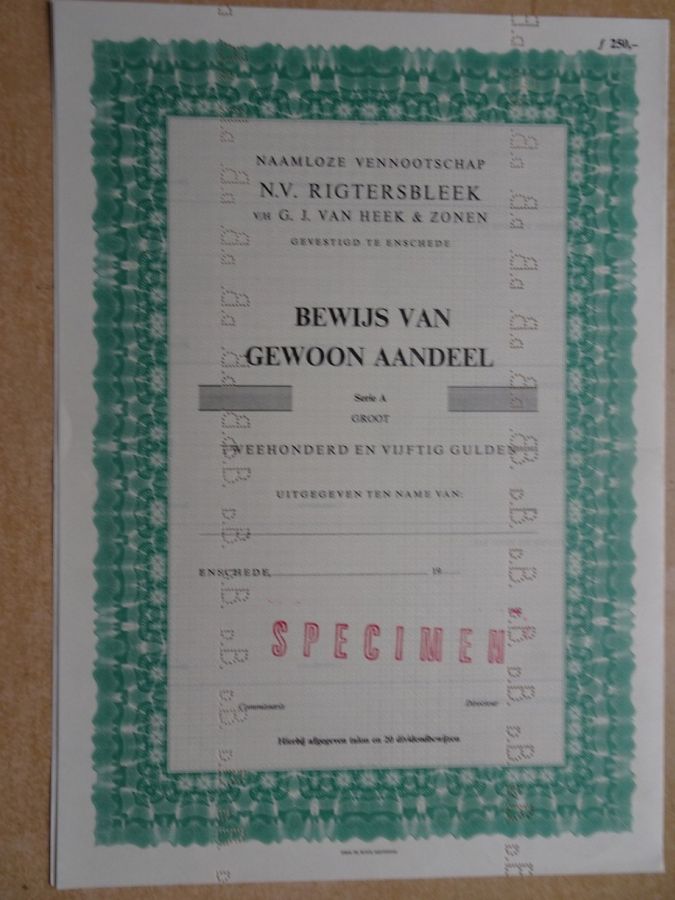 ƒ 250,-
NAAMLOZE VENNOOTSCHAP
N.V. RIGTERSBLEEK
V/H G. J. VAN HEEK & ZONEN
GEVESTIGD TE ENSCHEDE
BEWIJS VAN
GEWOON AANDEEL
Serie A
GROOT
TWEEHONDERD EN VIJFTIG GULDEN
UITGEGEVEN TEN NAME VAN:
ENSCHEDE, 19
SPECIMEN
Commissaris Directeur
Hierbij afgegeven talon en 20 dividendbewijzen